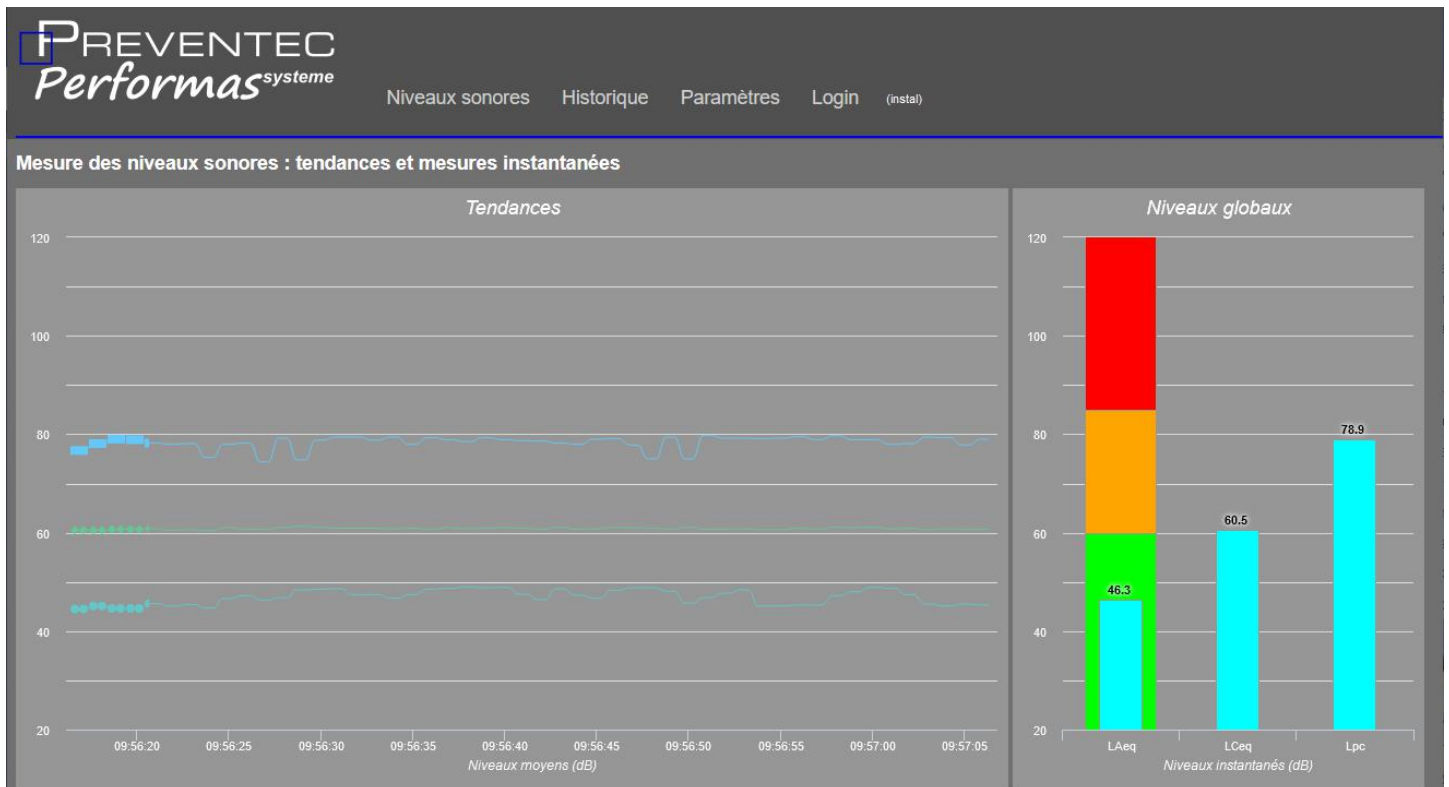 PREVENTEC
Performas systeme
Niveaux sonores Historique Paramètres Login (instal)
Mesure des niveaux sonores : tendances et mesures instantanées
Tendances
120
100
80
60
40
20
09:56:20 09:56:25 09:56:30 09:56:35 09:56:40 09:56:45 09:56:50 09:56:55 09:57:00 09:57:05
Niveaux moyens (dB)
Niveaux globaux
120
100
80
60
40
20
78.9
60.5
46.3
LAeq LCeq Lpc
Niveaux instantanés (dB)